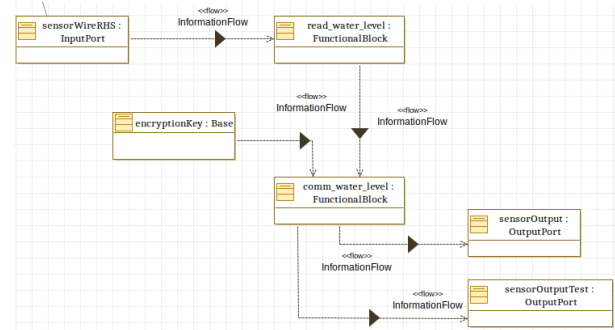 <<flow>>
InformationFlow
sensorWireRHS :
InputPort
read_water_level :
FunctionalBlock
<<flow>>
InformationFlow
<<flow>>
InformationFlow
encryptionKey : Base
comm_water_level :
FunctionalBlock
sensorOutput :
OutputPort
<<flow>>
InformationFlow
sensorOutputTest :
OutputPort
<<flow>>
InformationFlow